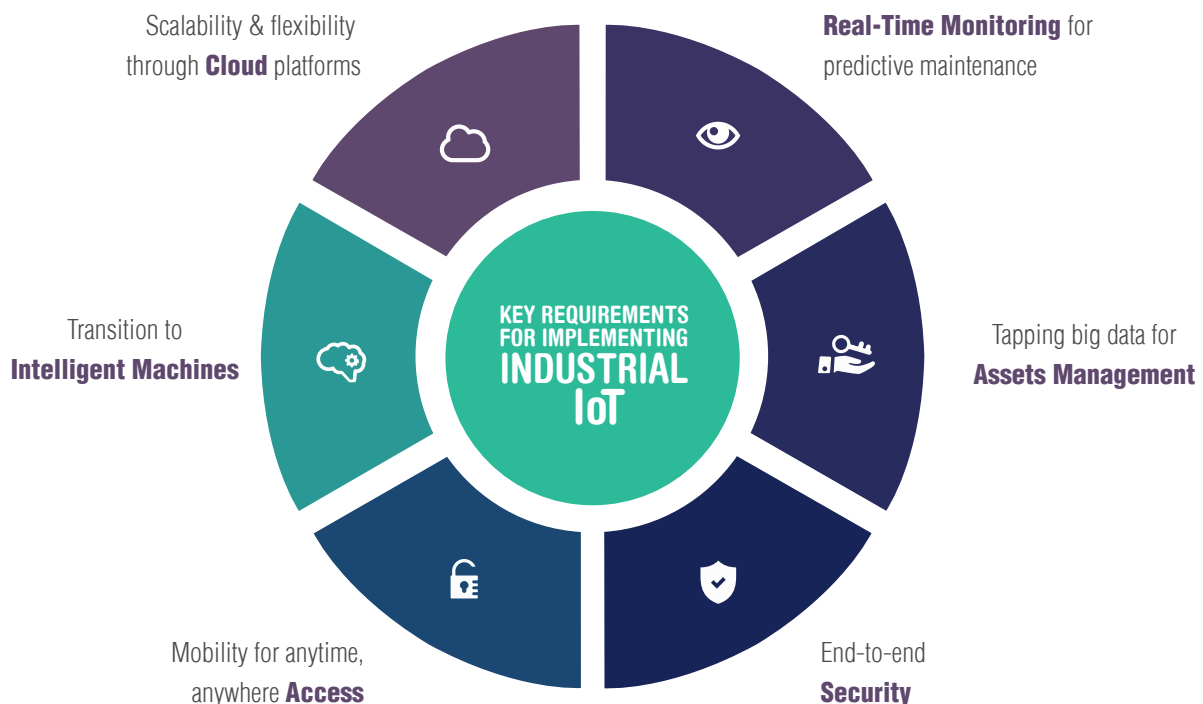 Scalability & flexibility
through Cloud platforms
Real-Time Monitoring for
predictive maintenance
KEY REQUIREMENTS
FOR IMPLEMENTING
INDUSTRIAL
IoT
Transition to
Intelligent Machines
Tapping big data for
Assets Management
Mobility for anytime,
anywhere Access
End-to-end
Security